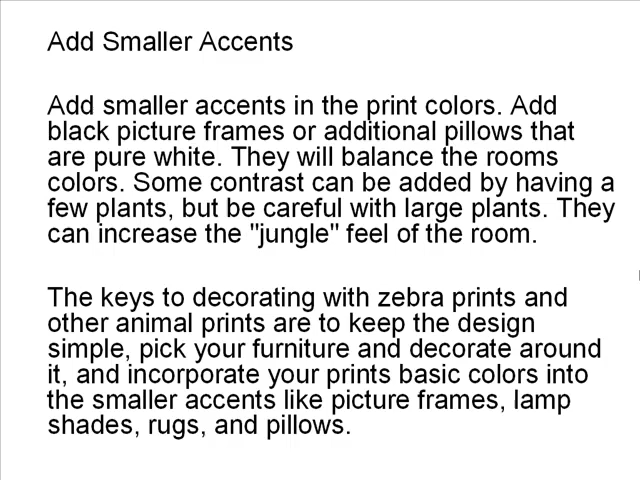 Add Smaller Accents
Add smaller accents in the print colors. Add
black picture frames or additional pillows that
are pure white. They will balance the rooms
colors. Some contrast can be added by having a
few plants, but be careful with large plants. They
can increase the "jungle" feel of the room.
The keys to decorating with zebra prints and
other animal prints are to keep the design
simple, pick your furniture and decorate around
it, and incorporate your prints basic colors into
the smaller accents like picture frames, lamp
shades, rugs, and pillows.